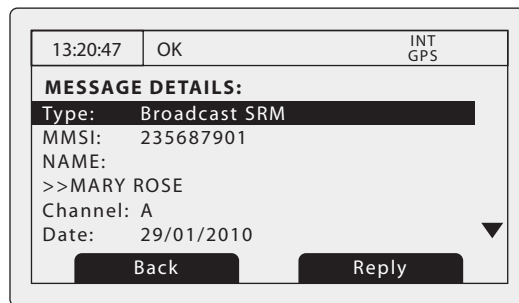 13:20:47 OK INT
GPS
MESSAGE DETAILS:
Type: Broadcast SRM
MMSI: 235687901
NAME:
>>MARY ROSE
Channel: A
Date: 29/01/2010
Back Reply